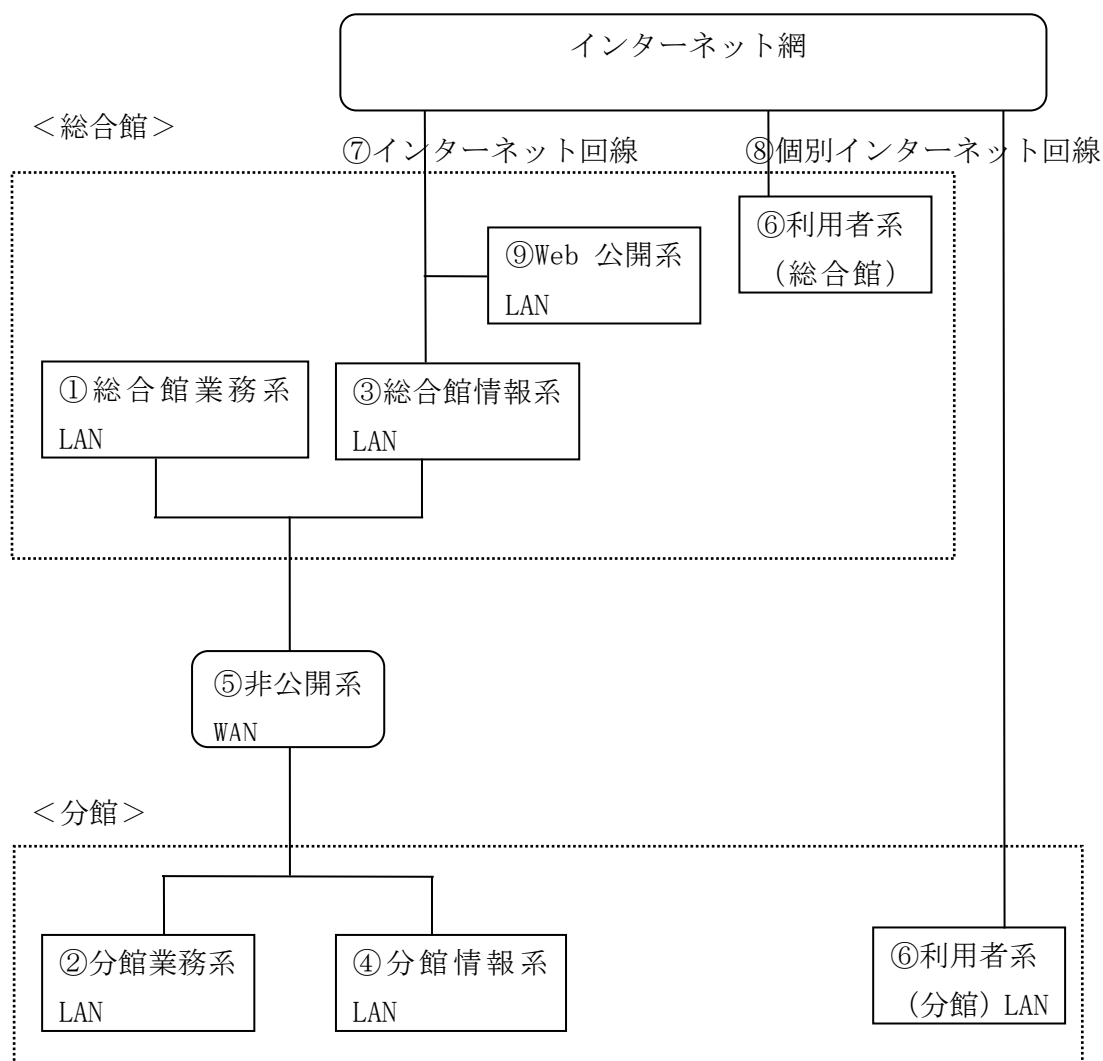 インターネット網
＜総合館＞
⑦インターネット回線
⑧個別インターネット回線
⑥利用者系
（総合館）
⑨Web 公開系
LAN
①総合館業務系
LAN
③総合館情報系
LAN
⑤非公開系
WAN
＜分館＞
②分館業務系
LAN
④分館情報系
LAN
⑥利用者系
（分館）LAN